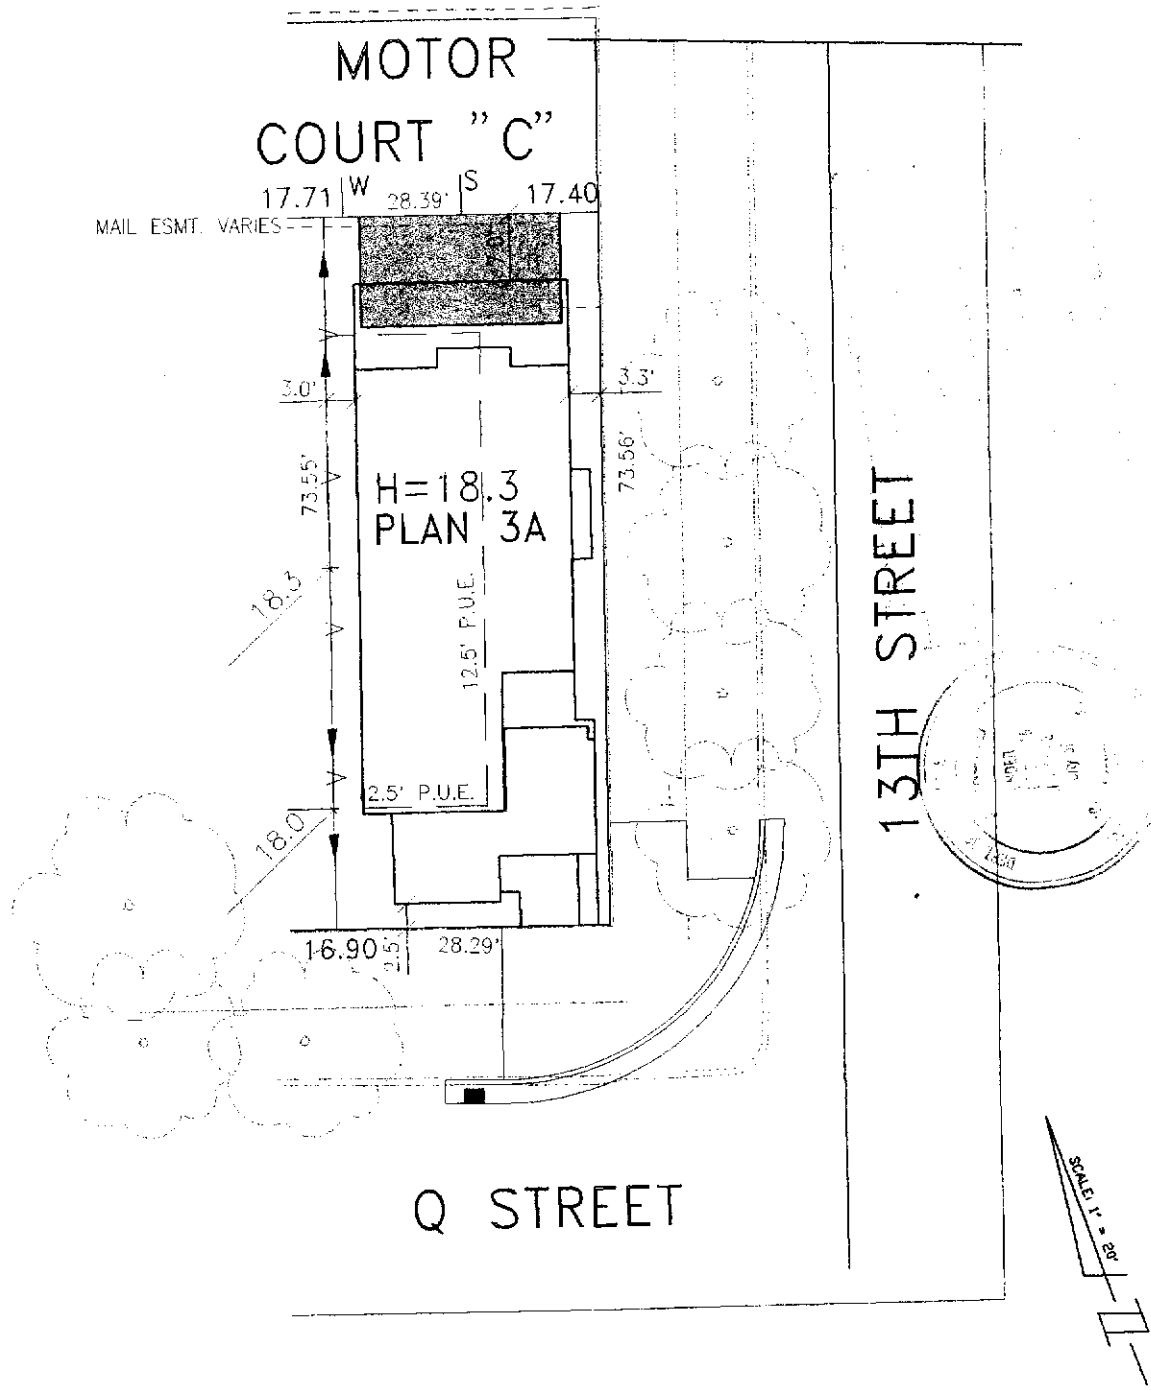 MOTOR
COURT "C"
17.71
W
28.39'
S
17.40
MAIL ESMT. VARIES
7.0'
3.0'
3.3'
73.55'
73.56'
H=18.3
PLAN 3A
18.3
12.5' P.U.E.
13TH STREET
2.5' P.U.E.
18.0
16.90
2.5'
28.29'
Q STREET
SCALE: 1" = 20'